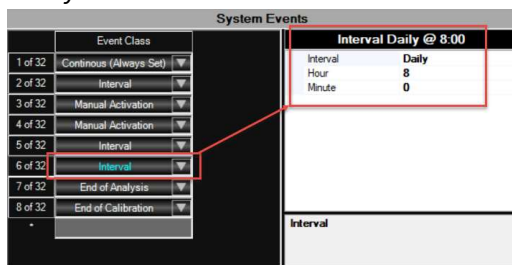 System Events
Event Class
1 of 32 Continous (Always Set)
2 of 32 Interval
3 of 32 Manual Activation
4 of 32 Manual Activation
5 of 32 Interval
6 of 32 Interval
7 of 32 End of Analysis
8 of 32 End of Calibration
Interval Daily @ 8:00
Interval Daily
Hour 8
Minute 0
Interval